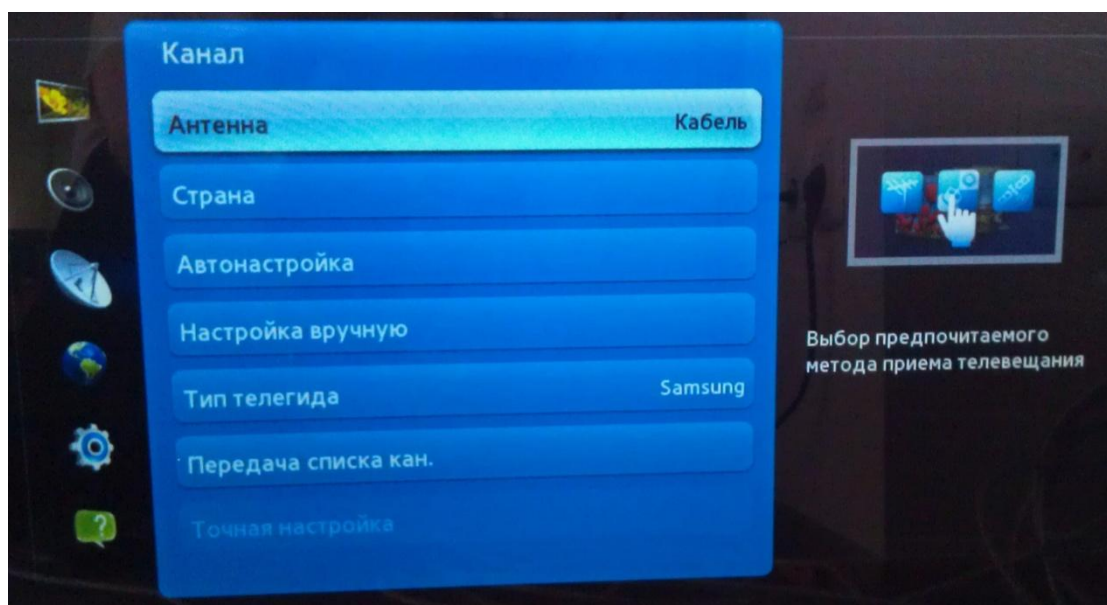 Канал
Антенна Кабель
Страна
Автонастройка
Настройка вручную
Тип телегида Samsung
Передача списка кан.
Точная настройка
Выбор предпочитаемого
метода приема телевещания